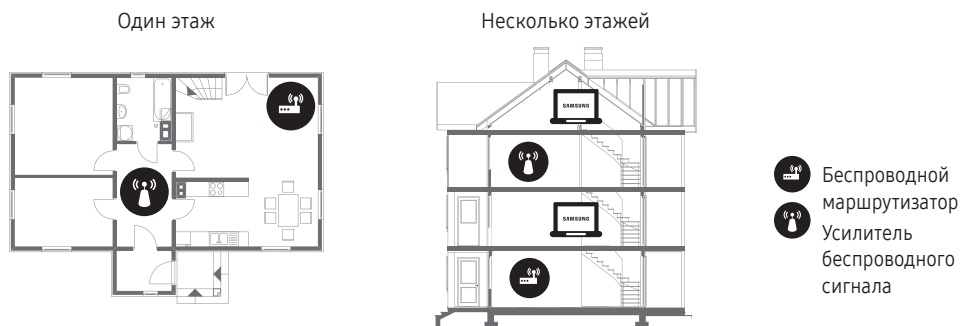 Один этаж
Несколько этажей
SAMSUNG
SAMSUNG
Беспроводной
маршрутизатор
Усилитель
беспроводного
сигнала